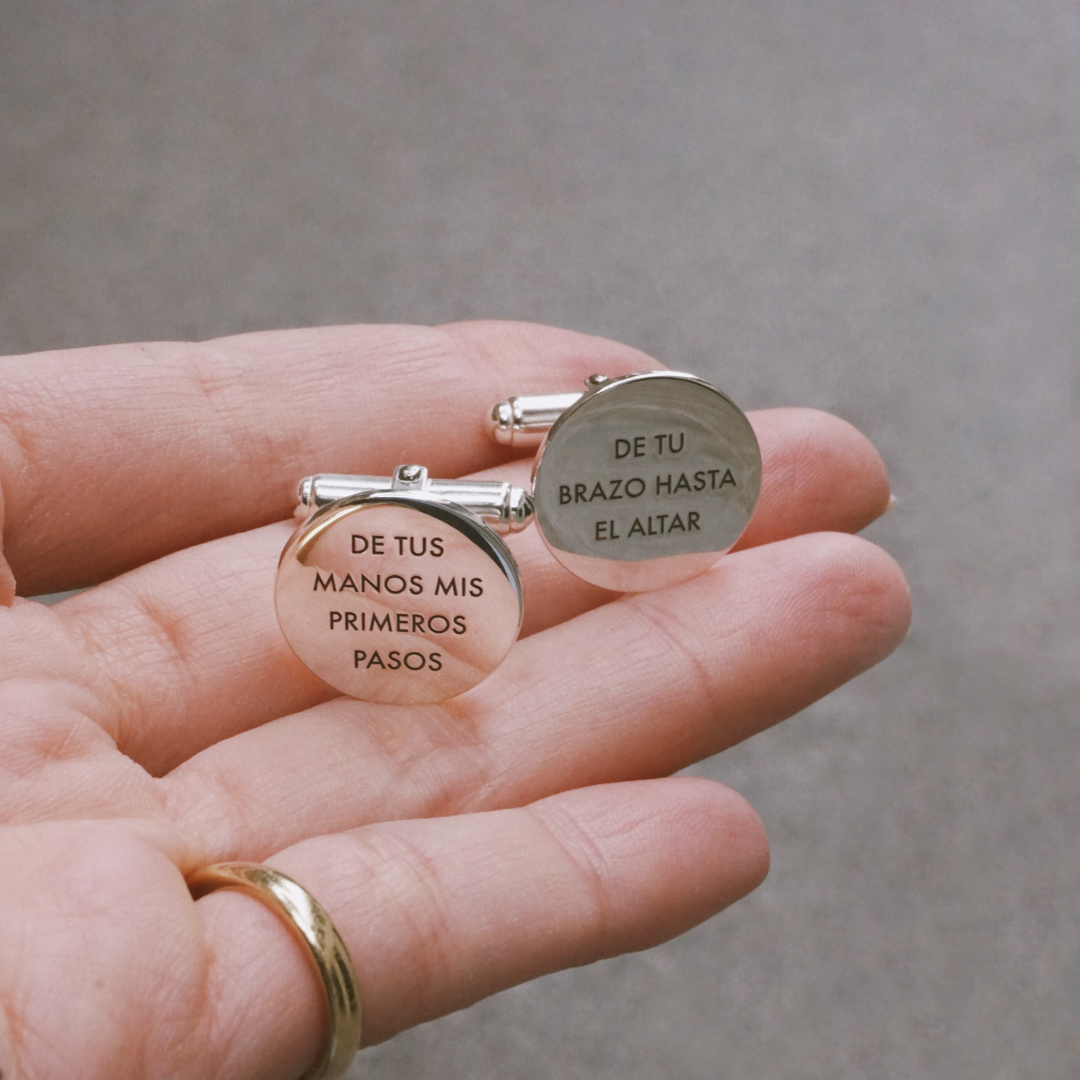 DE TUS
MANOS MIS
PRIMEROS
PASOS
DE TU
BRAZO HASTA
EL ALTAR